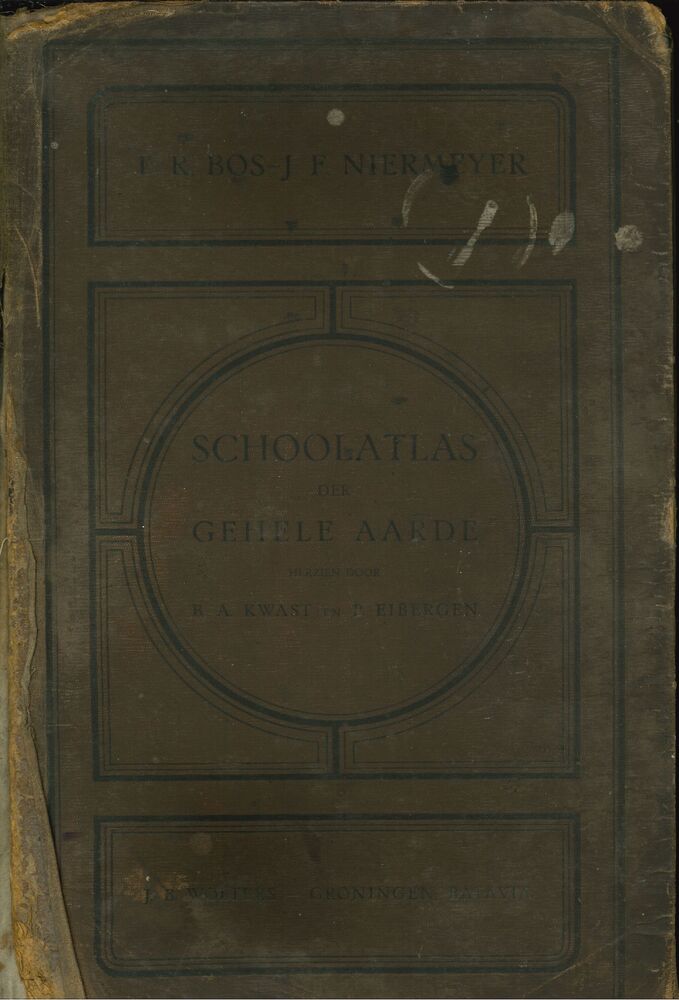 P. R. BOS-J. F. NIERMEYER
SCHOOLATLAS
DER
GEHELE AARDE
HERZIEN DOOR
B. A. KWAST EN P. EIBERGEN
J. B. WOLTERS — GRONINGEN, BATAVIA